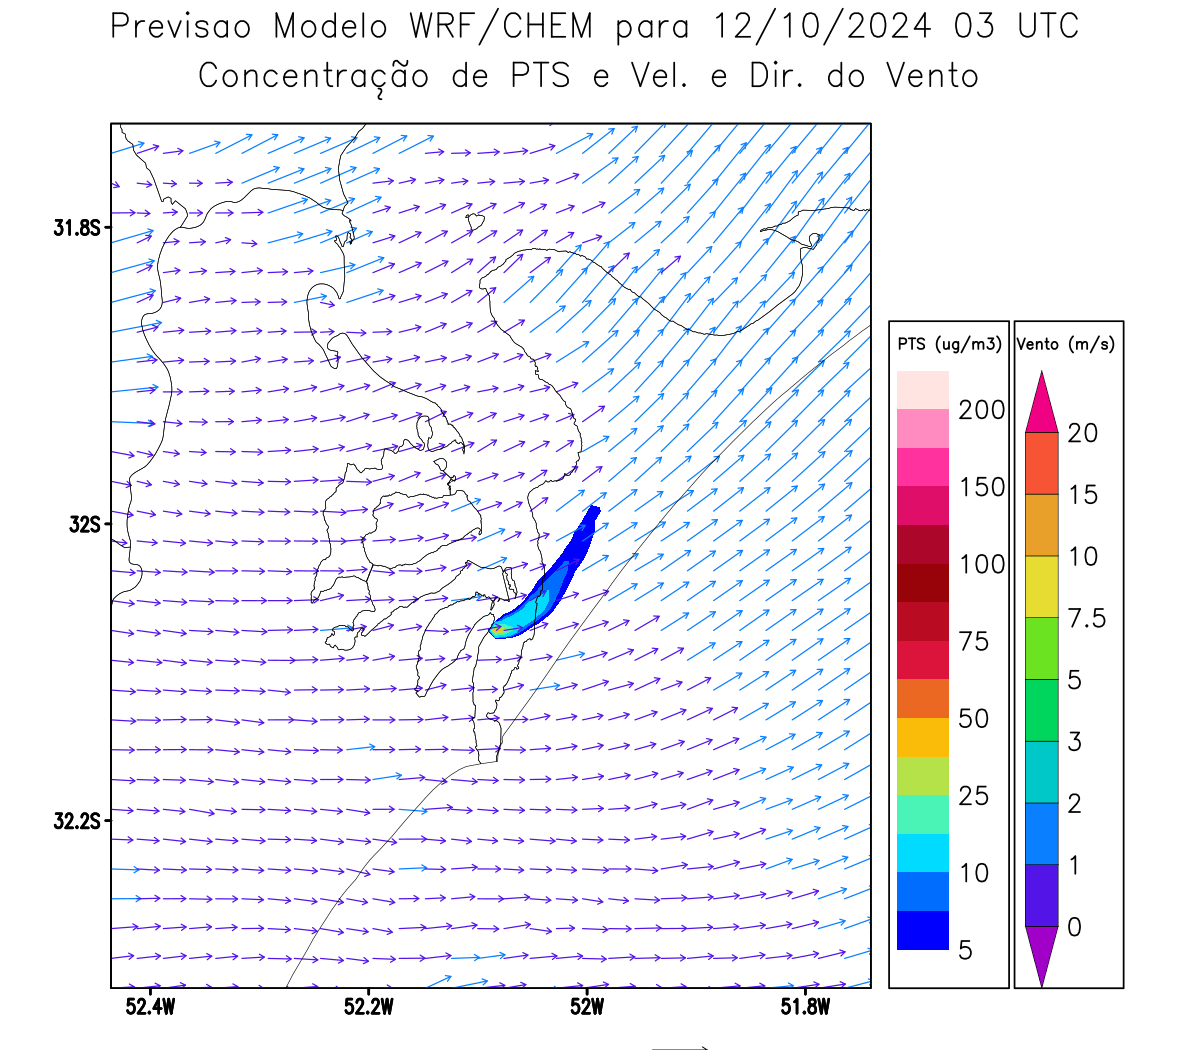 Previsao Modelo WRF/CHEM para 12/10/2024 03 UTC
Concentração de PTS e Vel. e Dir. do Vento
31.8S
32S
32.2S
52.4W
52.2W
52W
51.8W
PTS (ug/m3)
200
150
100
75
50
25
10
5
Vento (m/s)
20
15
10
7.5
5
3
2
1
0